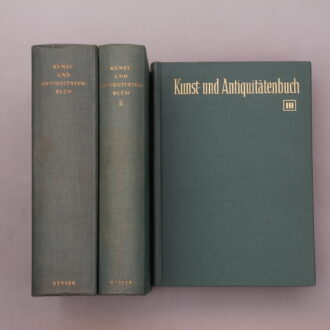 KUNST-
UND
ANTIQUITÄTEN-
BUCH
KEYSER
KUNST-
UND
ANTIQUITÄTEN-
BUCH
II
KEYSER
Kunst- und Antiquitätenbuch
III